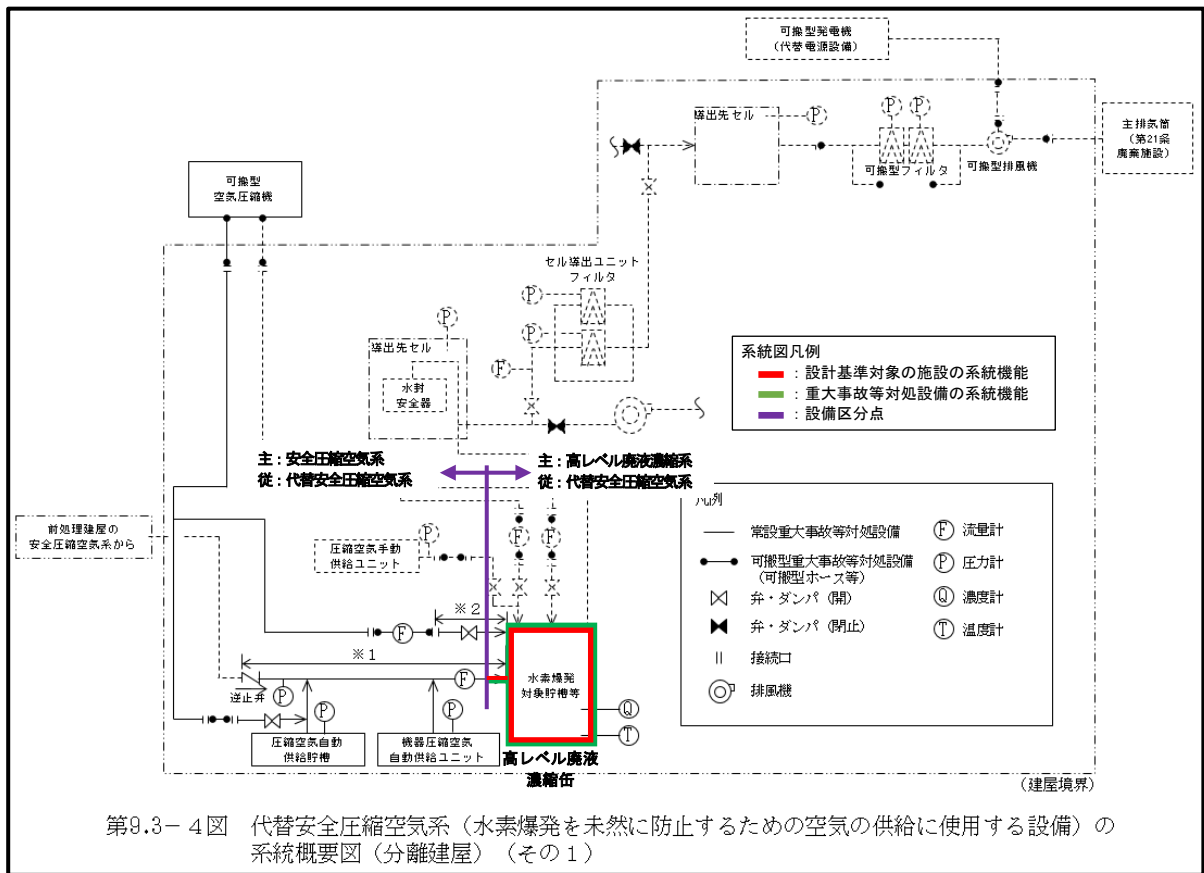 可搬型発電機
(代替電源設備)
導出先セル
P
P
P
可搬型フィルタ
可搬型排風機
主排気筒
(第21条
廃棄施設)
可搬型
空気圧縮機
セル導出ユニット
フィルタ
P
P
P
F
導出先セル
水封
安全器
系統図凡例
：設計基準対象の施設の系統機能
：重大事故等対処設備の系統機能
：設備区分点
主：安全圧縮空気系
従：代替安全圧縮空気系
主：高レベル廃液濃縮系
従：代替安全圧縮空気系
前処理建屋の
安全圧縮空気系から
圧縮空気手動
供給ユニット
P
F
F
凡例
常設重大事故等対処設備
可搬型重大事故等対処設備
(可搬型ホース等)
弁・ダンパ（開）
弁・ダンパ（閉止）
接続口
排風機
F 流量計
P 圧力計
Q 濃度計
T 温度計
※2
F
※1
F
逆止弁
P
P
P
圧縮空気自動
供給貯槽
機器圧縮空気
自動供給ユニット
水素爆発
対象貯槽等
Q
T
高レベル廃液
濃縮缶
(建屋境界)
第9.3－4図　代替安全圧縮空気系（水素爆発を未然に防止するための空気の供給に使用する設備）の
系統概要図（分離建屋）（その1）